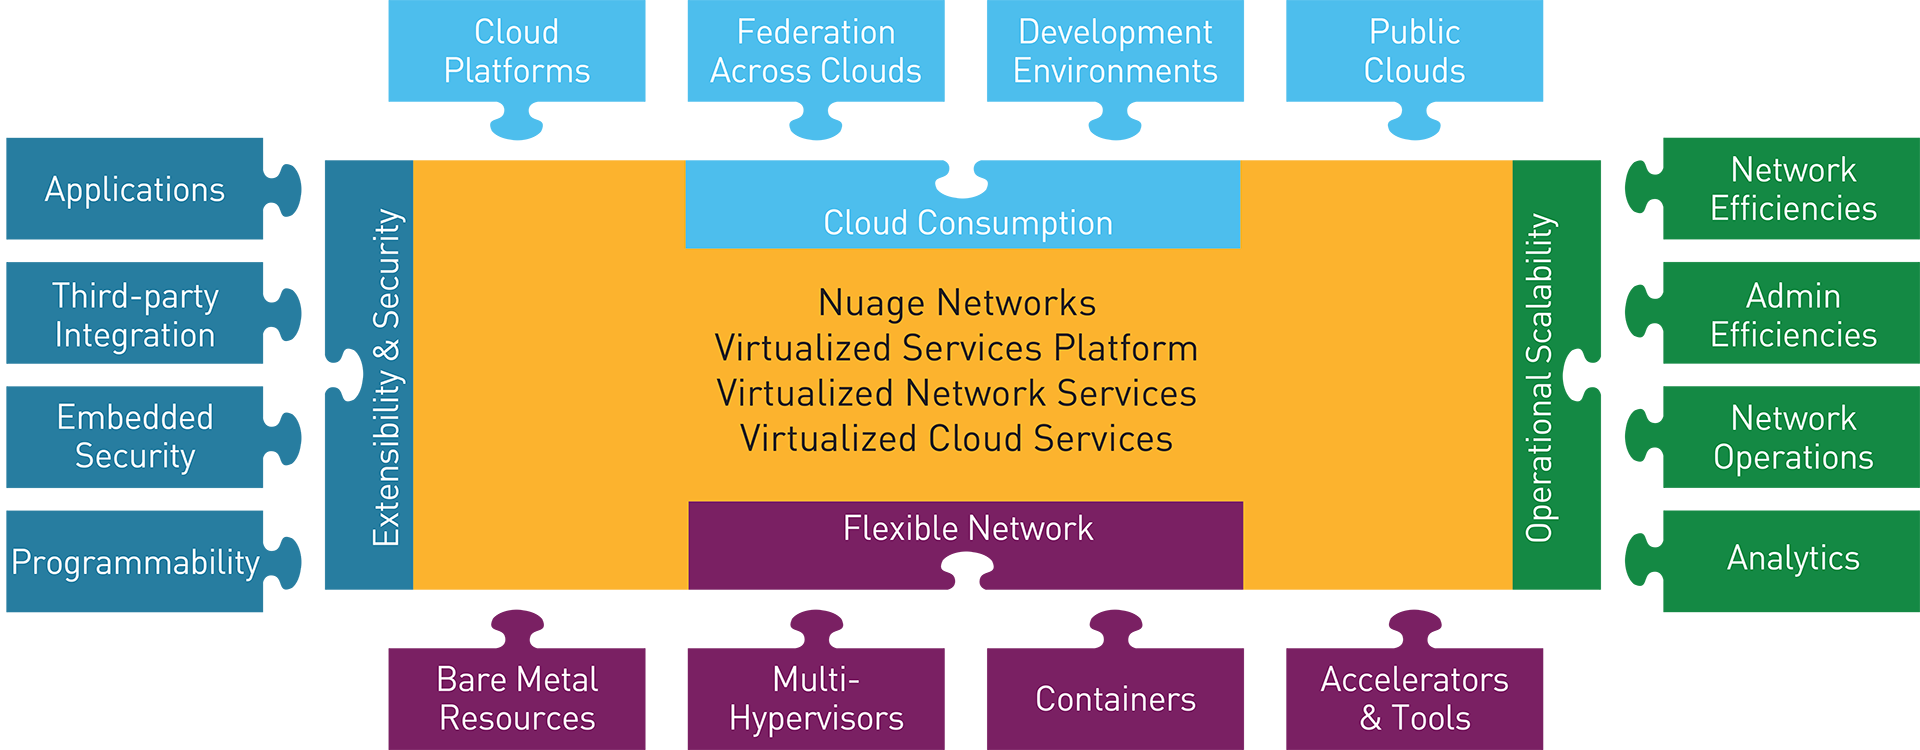 Cloud
Platforms
Federation
Across Clouds
Development
Environments
Public
Clouds
Applications
Third-party
Integration
Embedded
Security
Programmability
Extensibility & Security
Cloud Consumption
Nuage Networks
Virtualized Services Platform
Virtualized Network Services
Virtualized Cloud Services
Flexible Network
Operational Scalability
Network
Efficiencies
Admin
Efficiencies
Network
Operations
Analytics
Bare Metal
Resources
Multi-
Hypervisors
Containers
Accelerators
& Tools